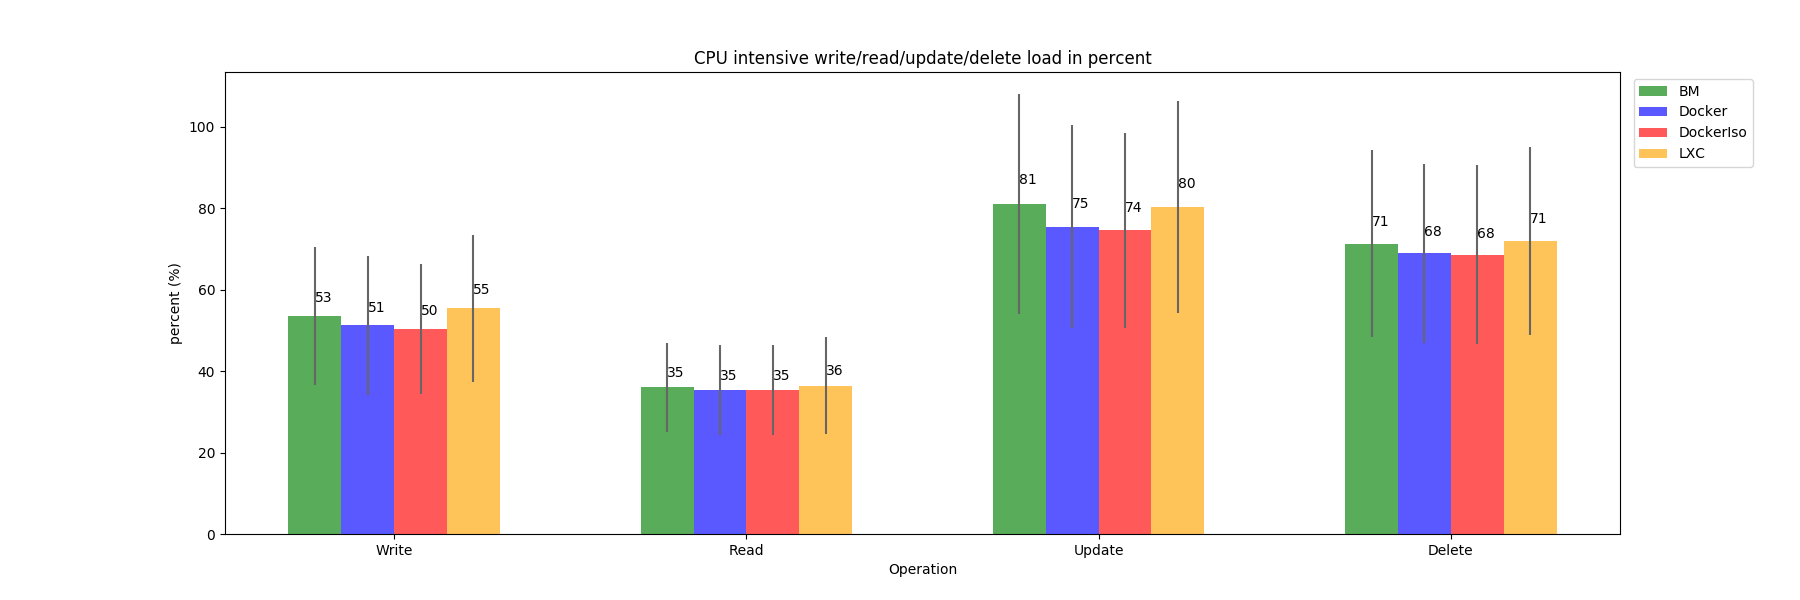 CPU intensive write/read/update/delete load in percent
BM
Docker
DockerIso
LXC
percent (%)
100
80
60
40
20
0
53
51
50
55
35
35
35
36
81
75
74
80
71
68
68
71
Write
Read
Update
Delete
Operation